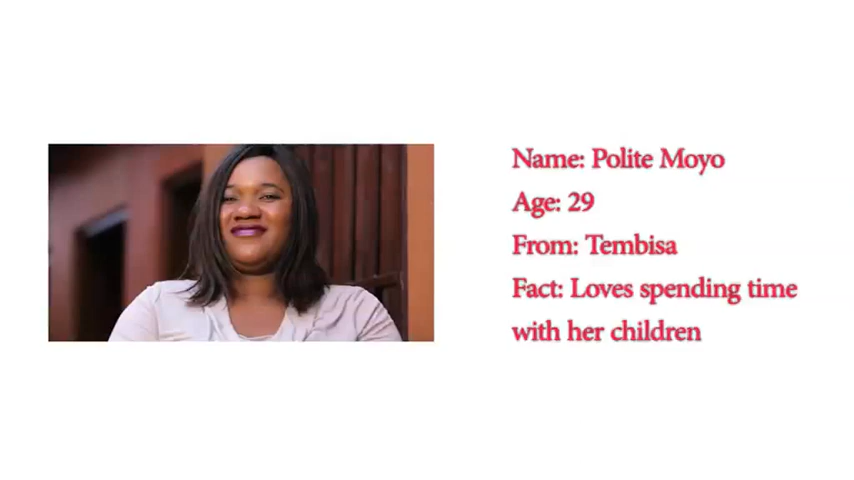 Name: Polite Moyo
Age: 29
From: Tembisa
Fact: Loves spending time
with her children